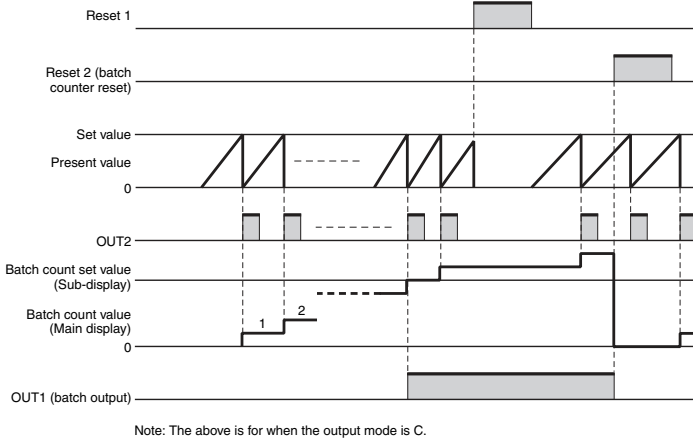 Reset 1
Reset 2 (batch
counter reset)
Set value
Present value
0
OUT2
Batch count set value
(Sub-display)
Batch count value
(Main display)
1
2
0
OUT1 (batch output)
Note: The above is for when the output mode is C.